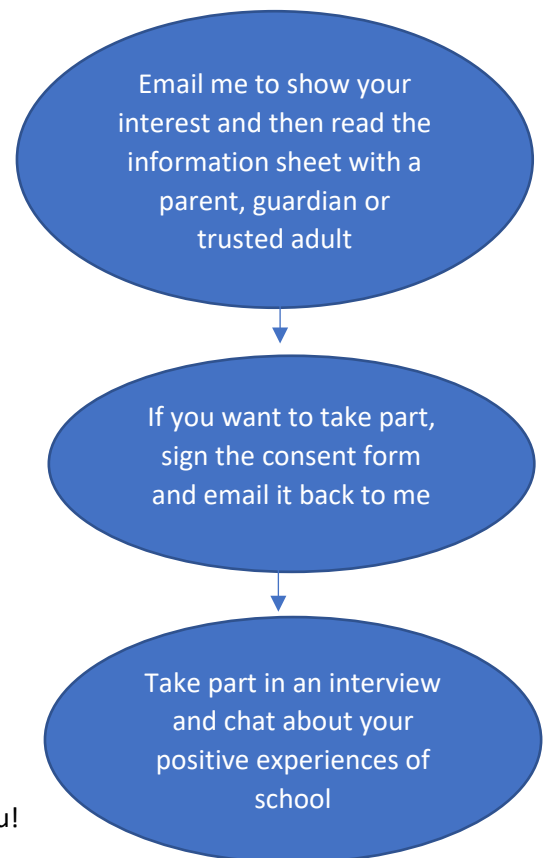 Email me to show your
interest and then read the
information sheet with a
parent, guardian or
trusted adult
If you want to take part,
sign the consent form
and email it back to me
Take part in an interview
and chat about your
positive experiences of
school
u!